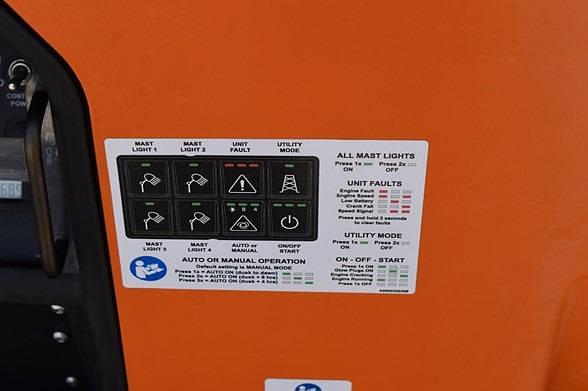 CONT
POW
689
MAST LIGHT 1
MAST LIGHT 2
UNIT FAULT
UTILITY MODE
MAST LIGHT 3
MAST LIGHT 4
AUTO or MANUAL
ON/OFF START
AUTO OR MANUAL OPERATION
Default setting is MANUAL MODE
Press 1x = AUTO ON (dusk to dawn)
Press 2x = AUTO ON (dusk + 6 hrs)
Press 3x = AUTO ON (dusk + 4 hrs)
ALL MAST LIGHTS
Press 1x ON
Press 2x OFF
UNIT FAULTS
Engine Fault
Engine Speed
Low Battery
Crank Fail
Speed Signal
Press and hold 3 seconds
to clear faults
UTILITY MODE
Press 1x ON
Press 2x OFF
ON - OFF - START
Press 1x ON
Glow Plugs ON
Engine Cranking
Engine Running
Press 1x OFF